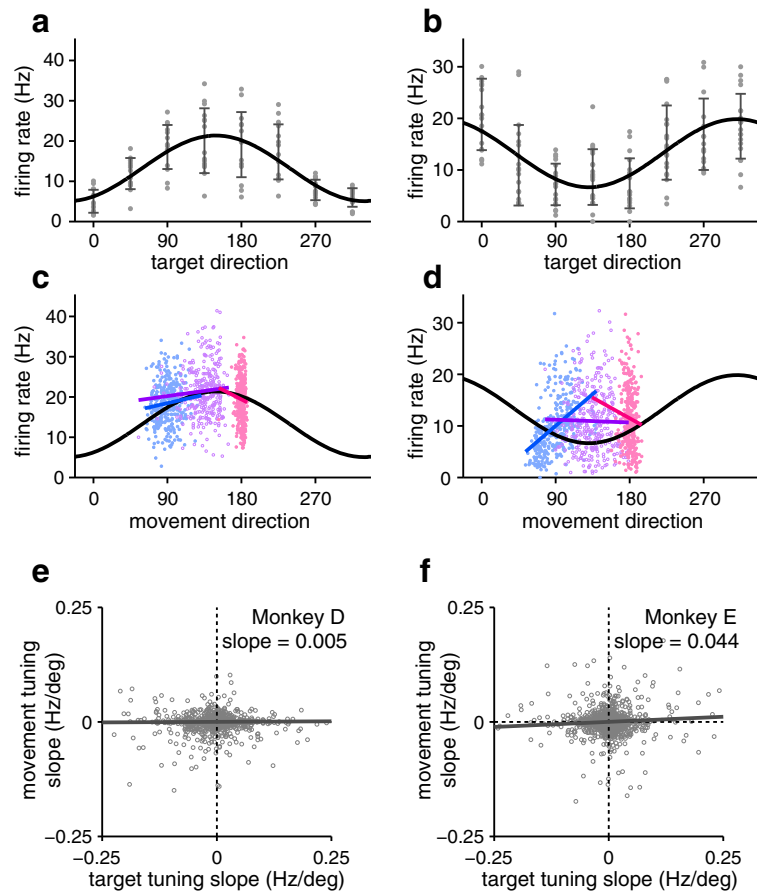 a
firing rate (Hz)
40
30
20
10
0
0
90
180
270
target direction
b
firing rate (Hz)
30
20
10
0
0
90
180
270
target direction
c
firing rate (Hz)
40
30
20
10
0
0
90
180
270
movement direction
d
firing rate (Hz)
30
20
10
0
0
90
180
270
movement direction
e
Monkey D
slope = 0.005
movement tuning
slope (Hz/deg)
0.25
0
−0.25
−0.25
0
0.25
target tuning slope (Hz/deg)
f
Monkey E
slope = 0.044
movement tuning
slope (Hz/deg)
0.25
0
−0.25
−0.25
0
0.25
target tuning slope (Hz/deg)